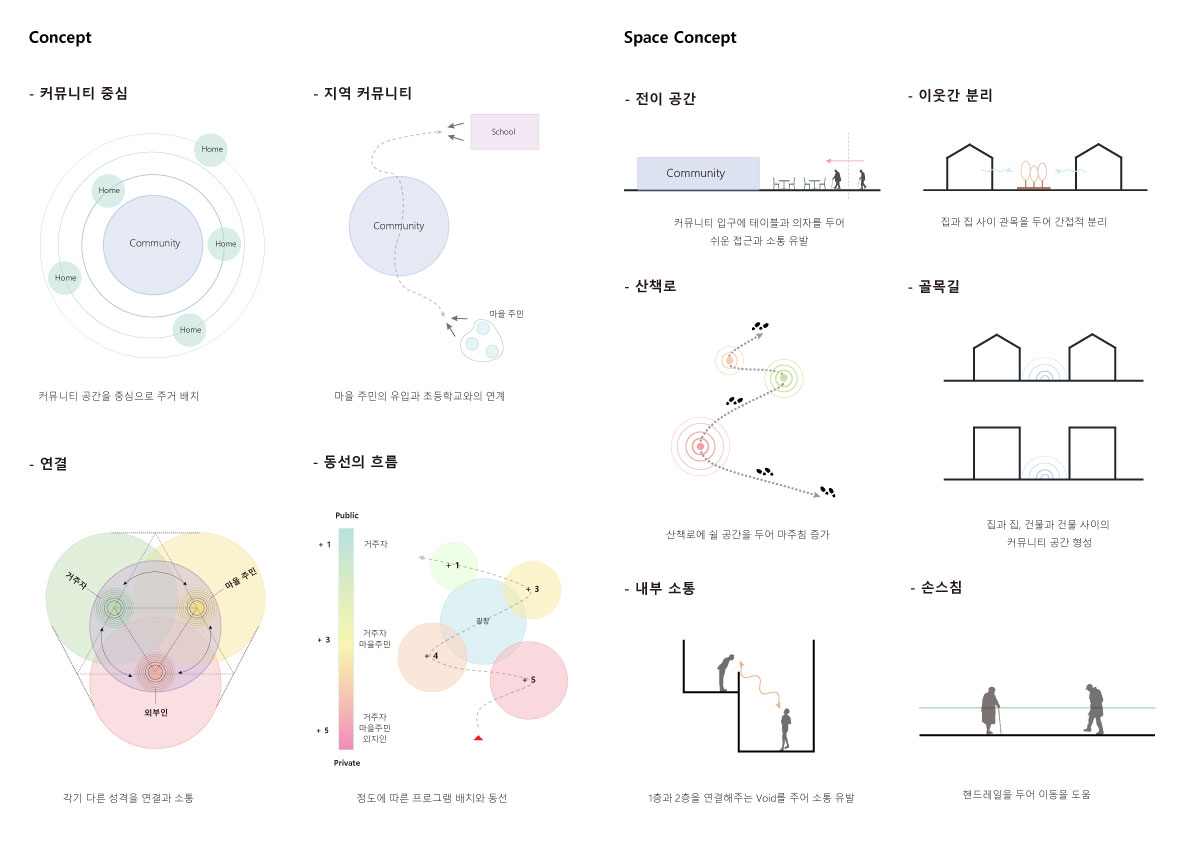 Concept
- 커뮤니티 중심
Home
Home
Community
Home
Home
Home
커뮤니티 공간을 중심으로 주거 배치
- 지역 커뮤니티
School
Community
마을 주민
마을 주민의 유입과 초등학교와의 연계
- 연결
거주자
마을 주민
외부인
각기 다른 성격을 연결과 소통
- 동선의 흐름
Public
+ 1
거주자
+ 3
거주자
마을주민
+ 5
거주자
마을주민
외지인
Private
+ 1
+ 3
광장
+ 4
+ 5
정도에 따른 프로그램 배치와 동선
Space Concept
- 전이 공간
Community
커뮤니티 입구에 테이블과 의자를 두어
쉬운 접근과 소통 유발
- 이웃간 분리
집과 집 사이 관목을 두어 간접적 분리
- 산책로
산책로에 쉴 공간을 두어 마주침 증가
- 골목길
집과 집, 건물과 건물 사이의
커뮤니티 공간 형성
- 내부 소통
1층과 2층을 연결해주는 Void를 주어 소통 유발
- 손스침
핸드레일을 두어 이동을 도움